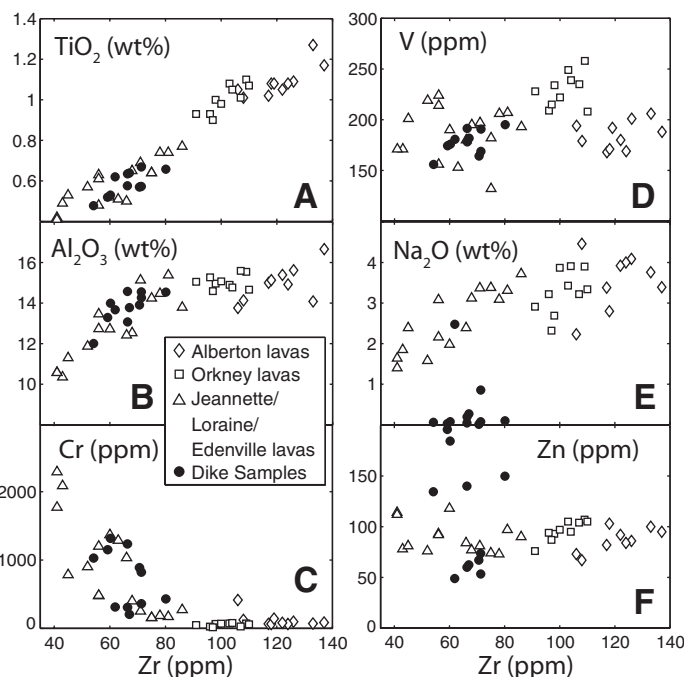 1.4
TiO2 (wt%)
1.2
1
0.8
0.6
A
V (ppm)
300
250
200
150
100
D
Al2O3 (wt%)
16
14
12
10
B
Na2O (wt%)
5
4
3
2
1
0
E
Alberton lavas
Orkney lavas
Jeannette/
Loraine/
Edenville lavas
Dike Samples
Cr (ppm)
2000
1000
0
C
Zn (ppm)
150
100
50
0
F
40 60 80 100 120 140
Zr (ppm)
40 60 80 100 120 140
Zr (ppm)